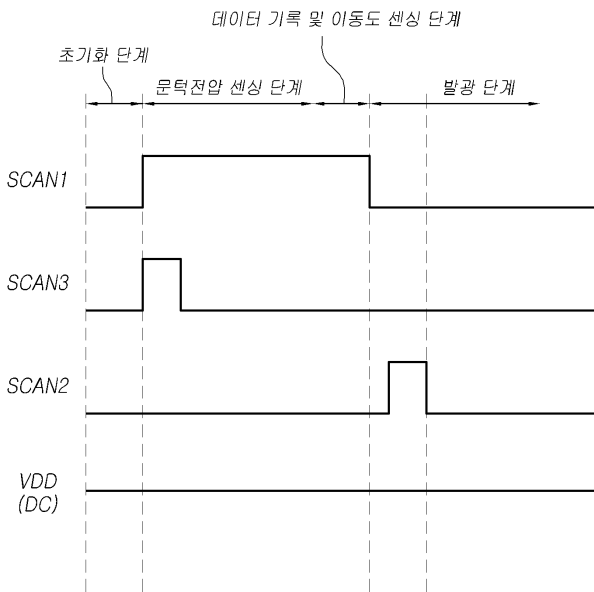 데이터 기록 및 이동도 센싱 단계
초기화 단계
문턱전압 센싱 단계
발광 단계
SCAN1
SCAN3
SCAN2
VDD
(DC)